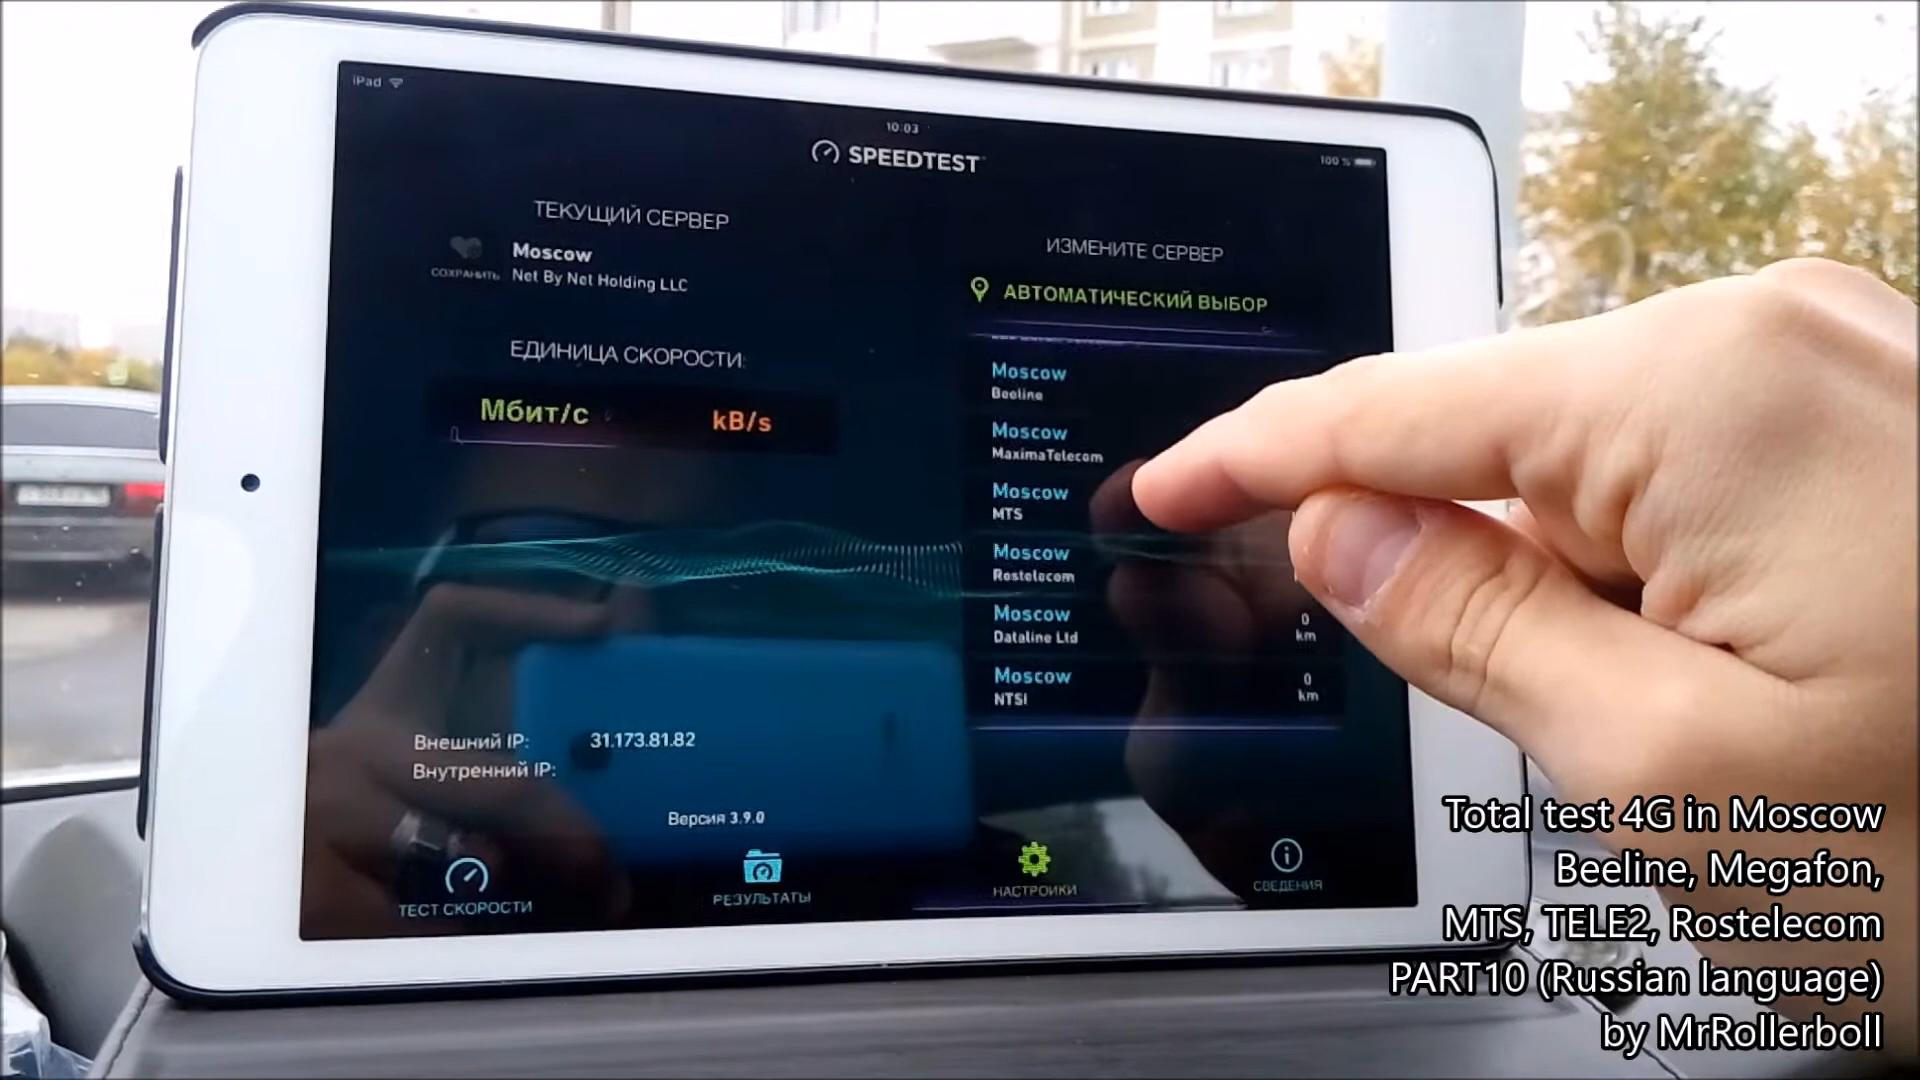 iPad
10:03
100 %
SPEEDTEST
ТЕКУЩИЙ СЕРВЕР
СОХРАНИТЬ
Moscow
Net By Net Holding LLC
ЕДИНИЦА СКОРОСТИ:
Мбит/с
kB/s
ИЗМЕНИТЕ СЕРВЕР
АВТОМАТИЧЕСКИЙ ВЫБОР
Moscow
Beeline
Moscow
MaximaTelecom
Moscow
MTS
Moscow
Rostelecom
Moscow
Dataline Ltd
0
km
Moscow
NTSI
0
km
Внешний IP:
31.173.81.82
Внутренний IP:
Версия 3.9.0
ТЕСТ СКОРОСТИ
РЕЗУЛЬТАТЫ
НАСТРОИКИ
СВЕДЕНИЯ
Total test 4G in Moscow
Beeline, Megafon,
MTS, TELE2, Rostelecom
PART10 (Russian language)
by MrRollerboll